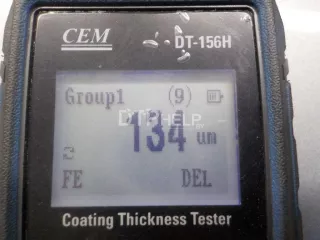 CEM
DT-156H
Group1 (9)
134 um
FE DEL
Coating Thickness Tester